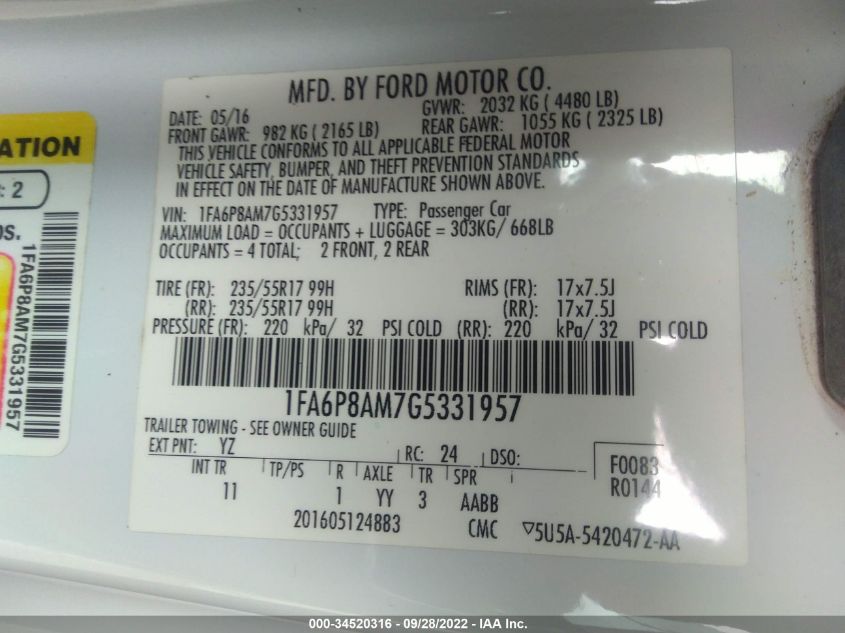 MFD. BY FORD MOTOR CO.
DATE: 05/16 GVWR: 2032 KG ( 4480 LB)
FRONT GAWR: 982 KG ( 2165 LB) REAR GAWR: 1055 KG ( 2325 LB)
THIS VEHICLE CONFORMS TO ALL APPLICABLE FEDERAL MOTOR
VEHICLE SAFETY, BUMPER, AND THEFT PREVENTION STANDARDS
IN EFFECT ON THE DATE OF MANUFACTURE SHOWN ABOVE.
VIN: 1FA6P8AM7G5331957 TYPE: Passenger Car
MAXIMUM LOAD = OCCUPANTS + LUGGAGE = 303KG/ 668LB
OCCUPANTS = 4 TOTAL; 2 FRONT, 2 REAR
TIRE (FR): 235/55R17 99H RIMS (FR): 17x7.5J
(RR): 235/55R17 99H (RR): 17x7.5J
PRESSURE (FR): 220 kPa/ 32 PSI COLD (RR): 220 kPa/ 32 PSI COLD
1FA6P8AM7G5331957
TRAILER TOWING - SEE OWNER GUIDE
EXT PNT: YZ RC: 24 DSO:
INT TR TP/PS R AXLE TR SPR
11 1 YY 3 AABB
F0083
R0144
201605124883 CMC ▽5U5A-5420472-AA
ATION
: 2
S.
1FA6P8AM7G5331957
000-34520316 - 09/28/2022 - IAA Inc.